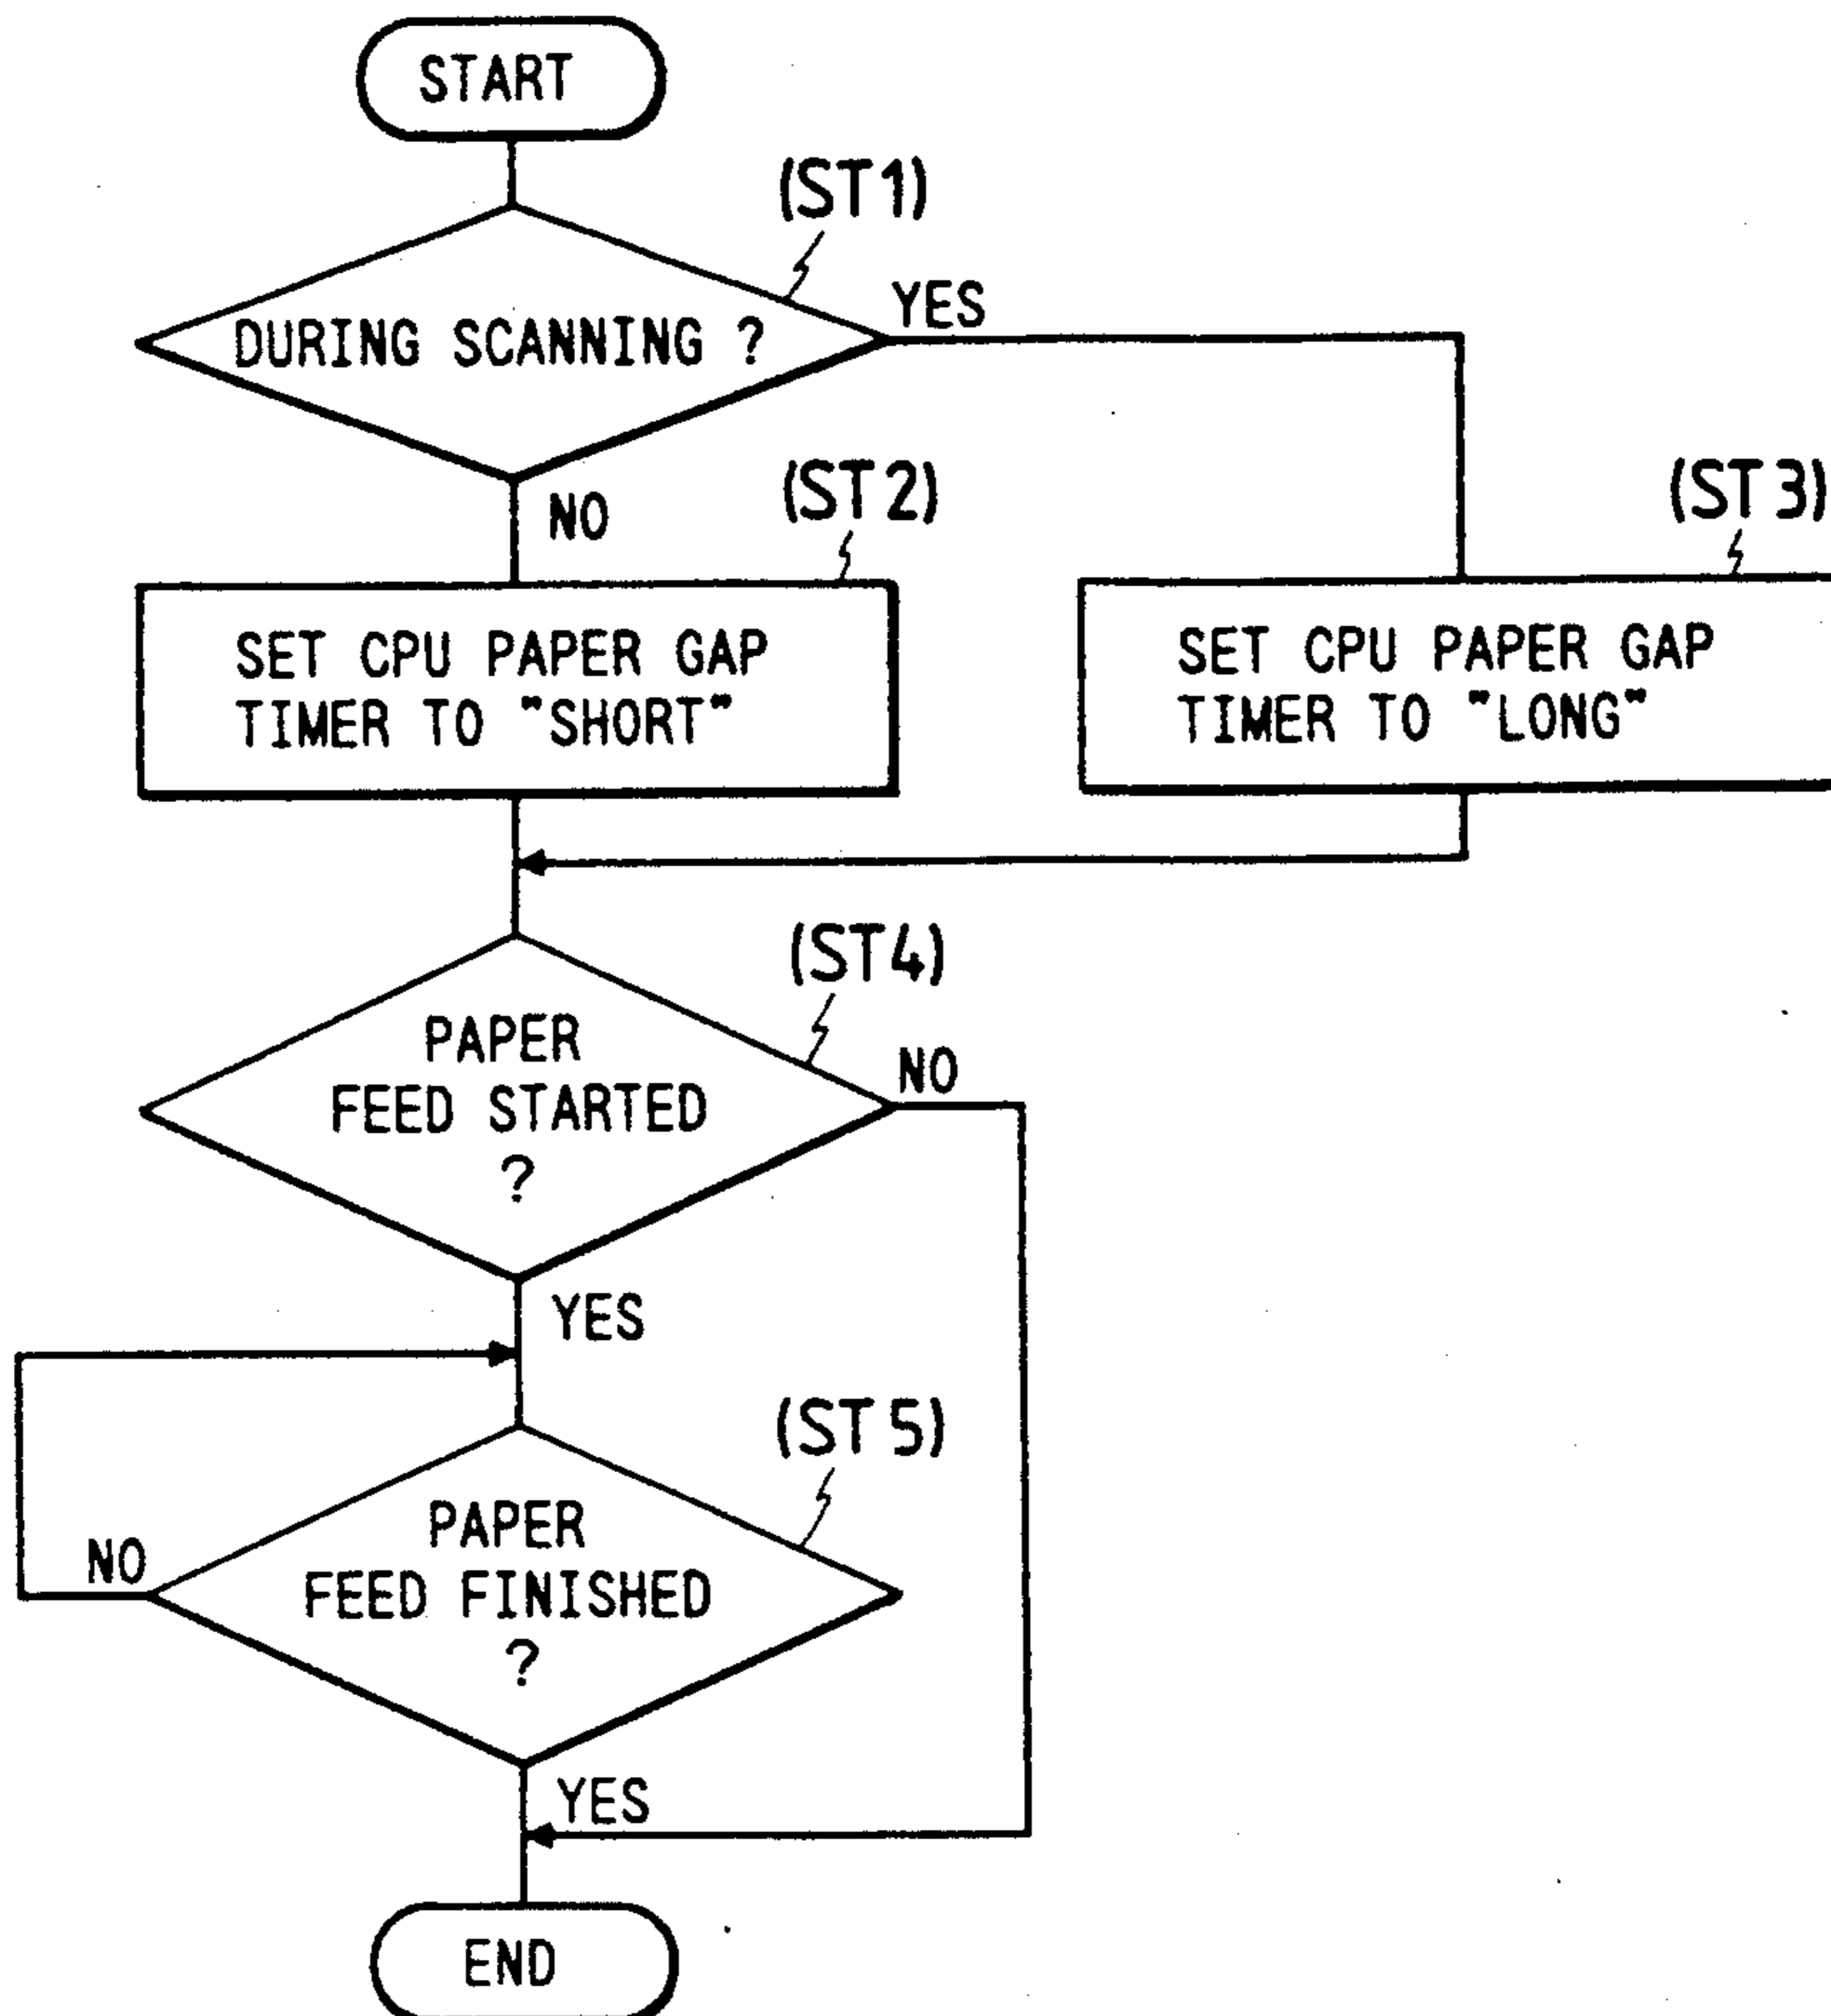 START
(ST1)
DURING SCANNING ?
YES
NO
(ST2)
(ST3)
SET CPU PAPER GAP
TIMER TO "SHORT"
SET CPU PAPER GAP
TIMER TO "LONG"
(ST4)
PAPER
FEED STARTED
?
NO
YES
(ST5)
PAPER
FEED FINISHED
?
NO
YES
END